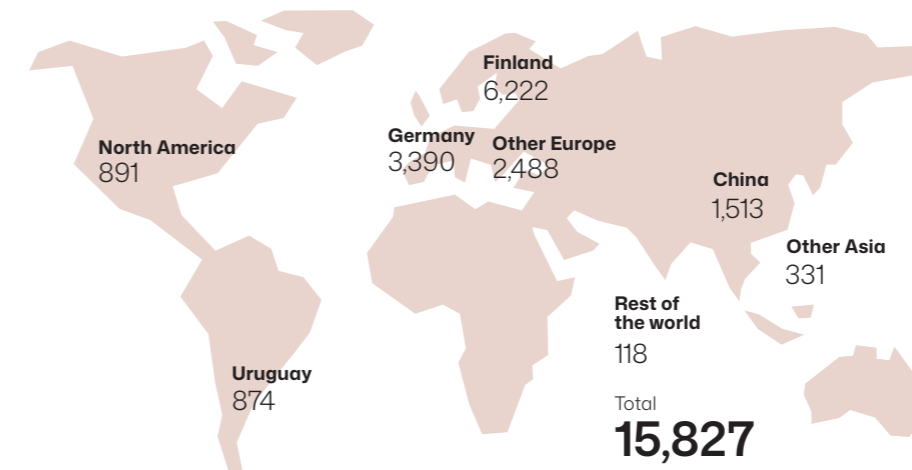 Finland
6,222
Germany
3,390
Other Europe
2,488
North America
891
China
1,513
Other Asia
331
Rest of
the world
118
Uruguay
874
Total
15,827